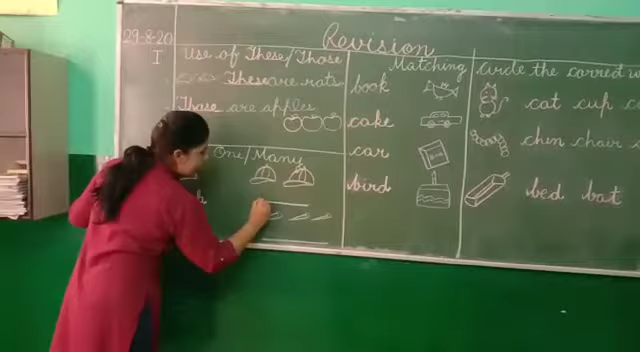 29-8-20
Revision
I
Use of These/Those
These are rats
Those are apples
One/Many
Matching
book
cake
car
bird
Circle the correct
cat cup
chair
bed bat